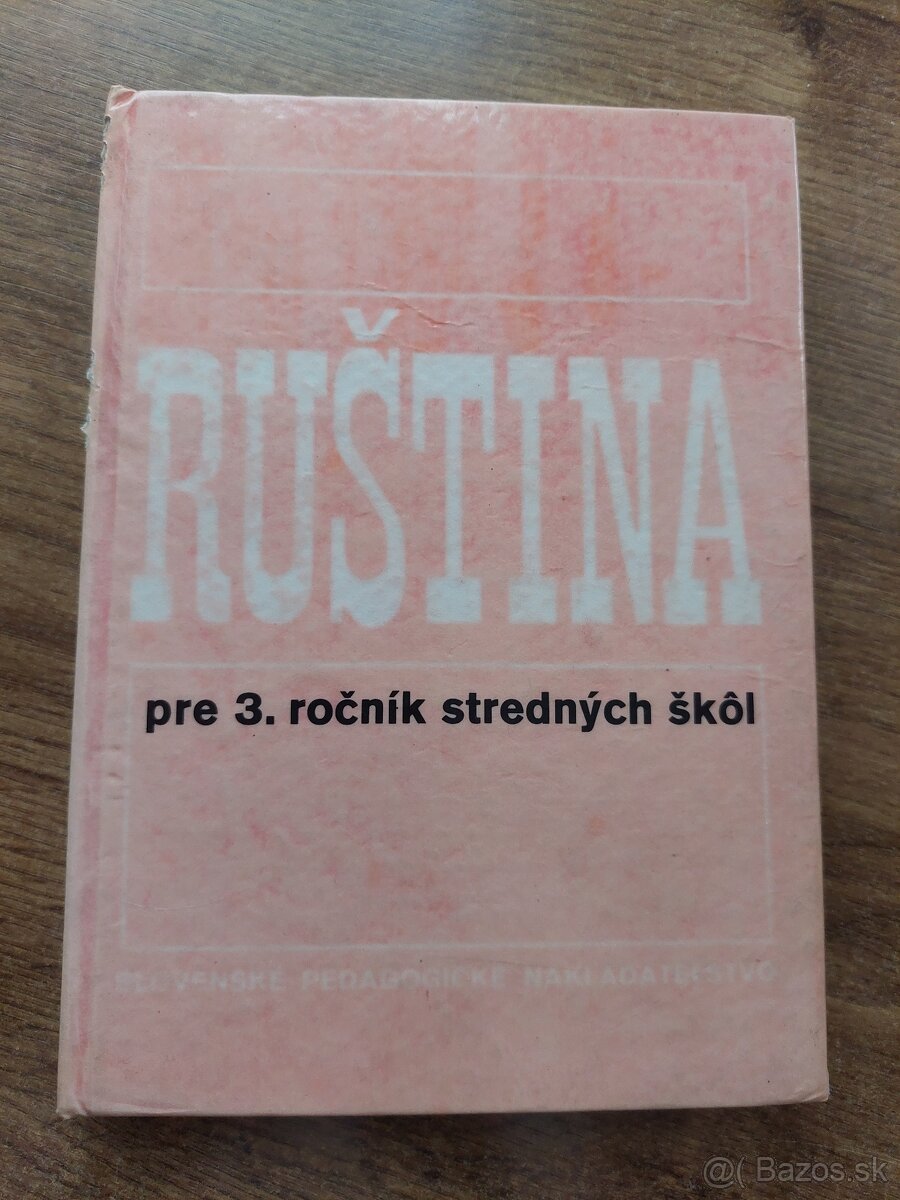 RUŠTINA
pre 3. ročník stredných škôl
SLOVENSKÉ PEDAGOGICKÉ NAKLADATEĽSTVO
@( Bazos.sk